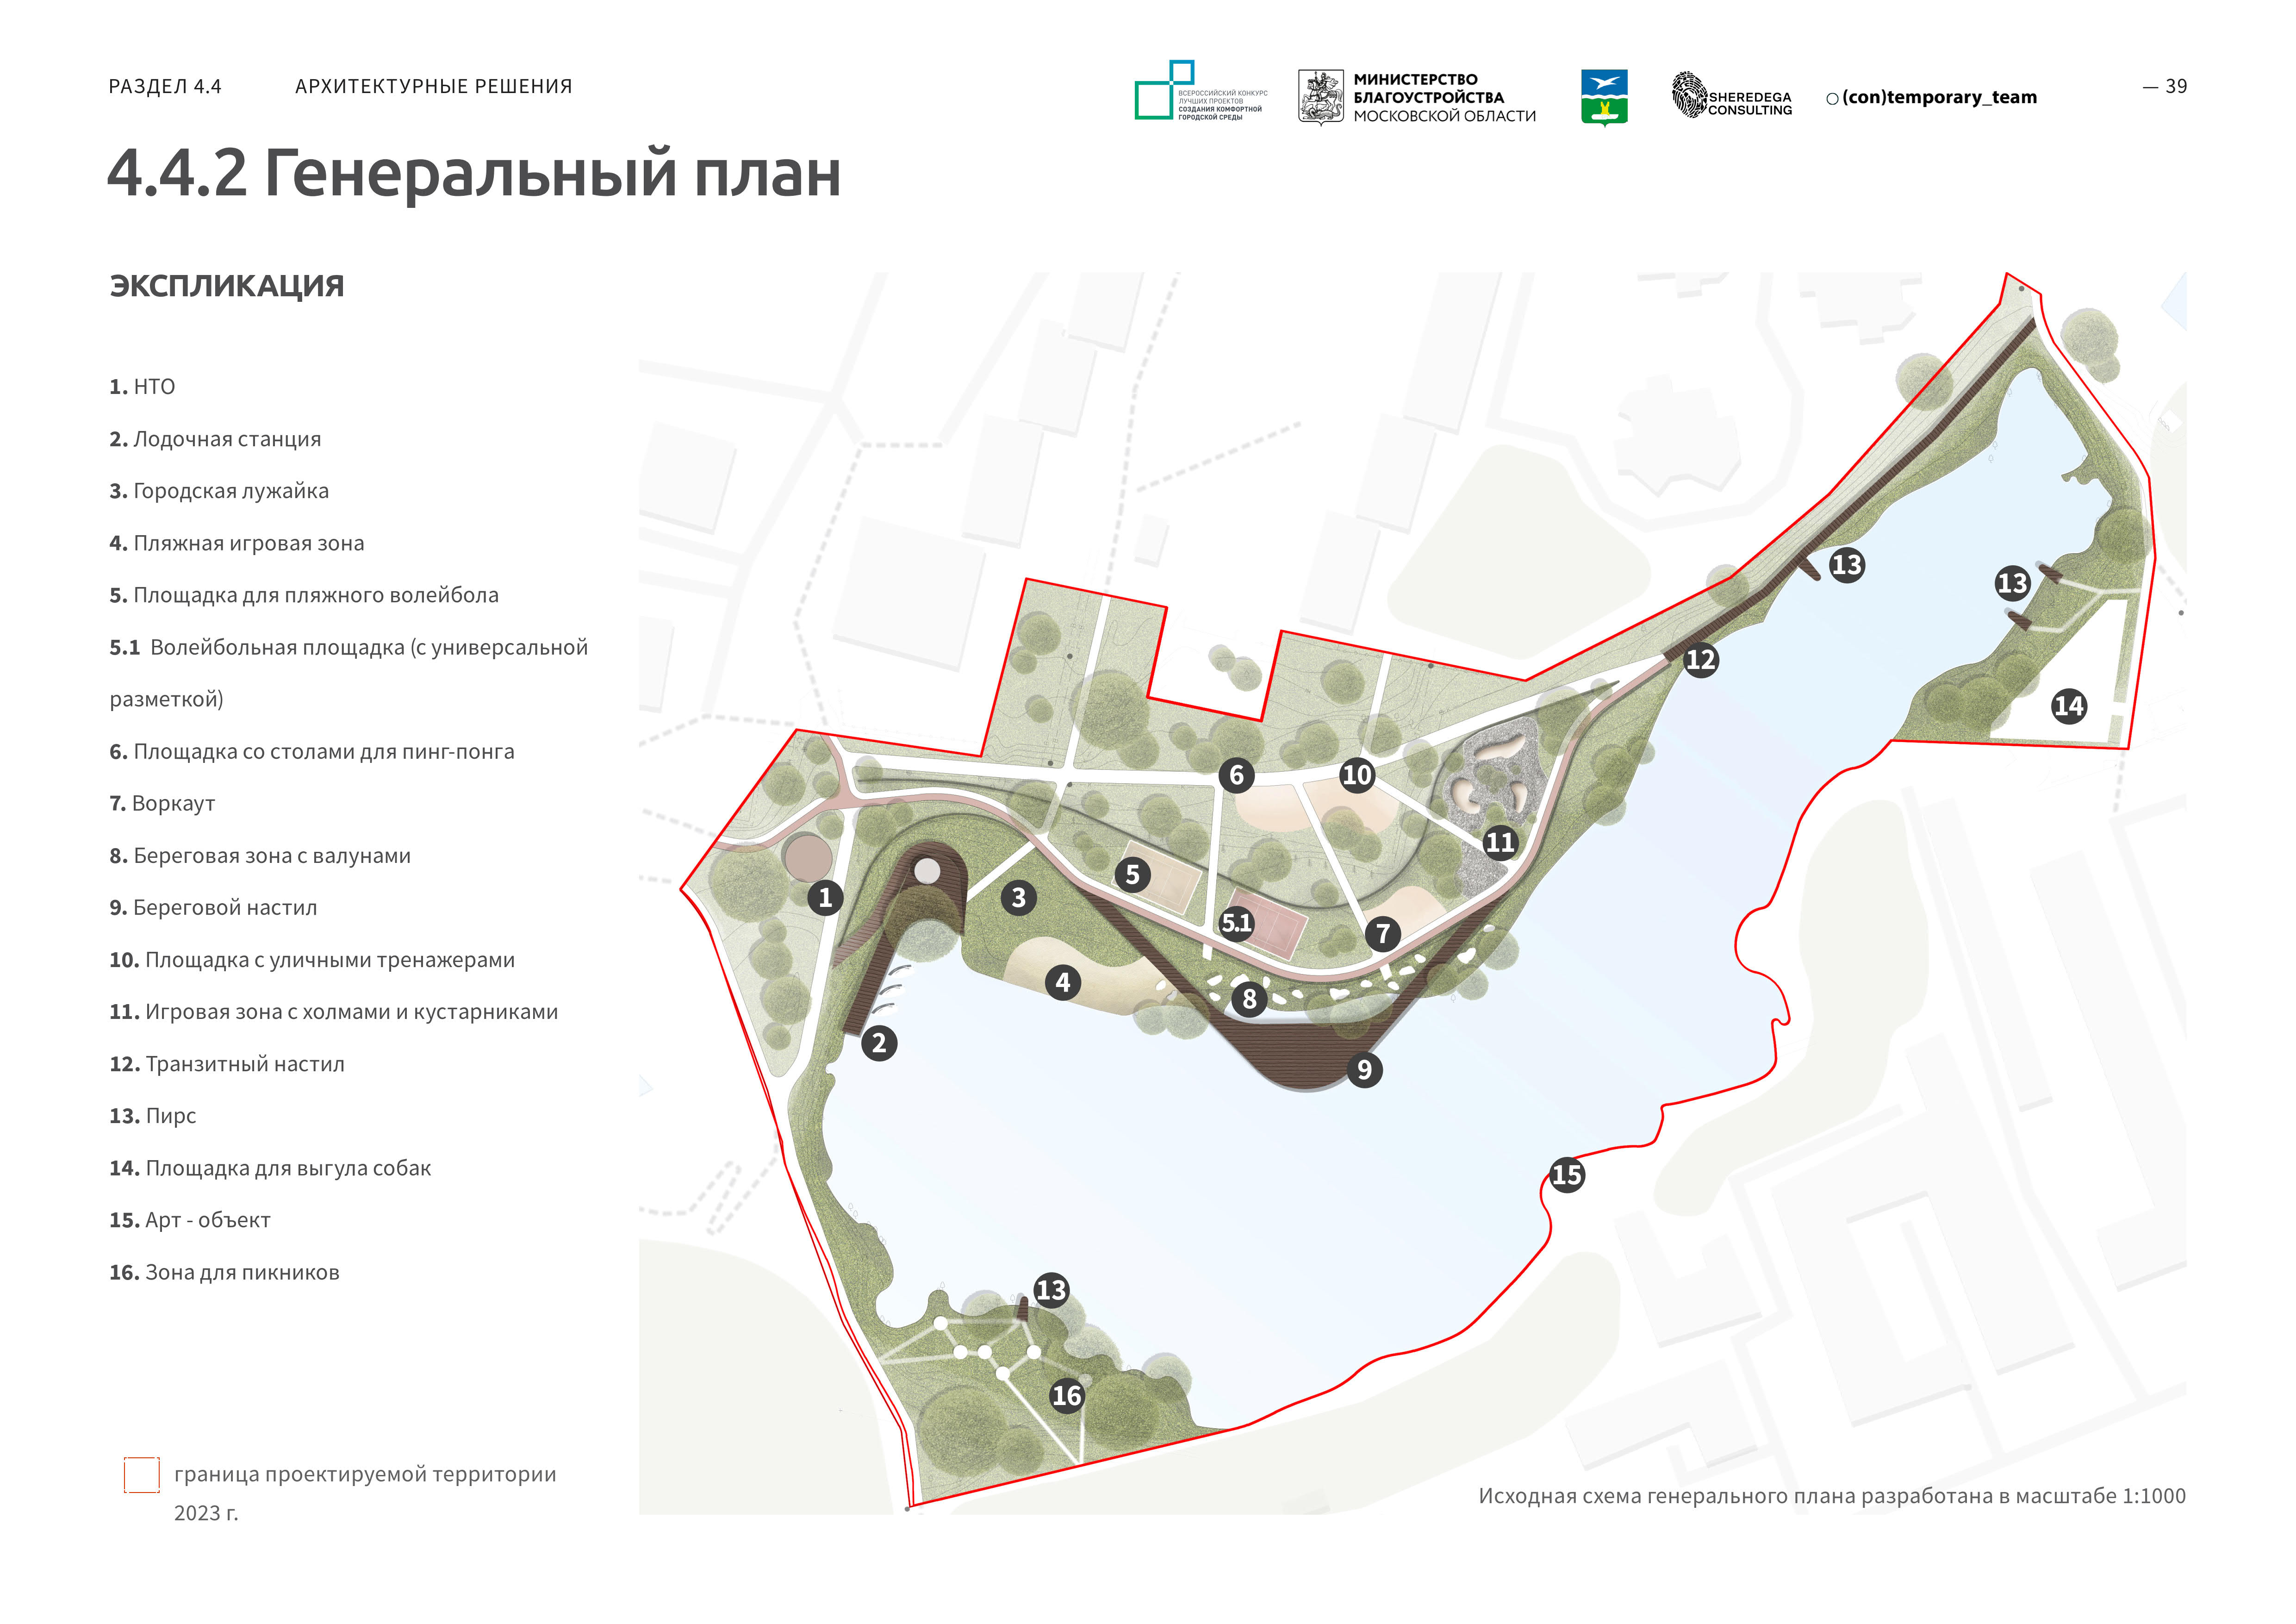 РАЗДЕЛ 4.4 АРХИТЕКТУРНЫЕ РЕШЕНИЯ
ВСЕРОССИЙСКИЙ КОНКУРС
ЛУЧШИХ ПРОЕКТОВ
СОЗДАНИЯ КОМФОРТНОЙ
ГОРОДСКОЙ СРЕДЫ
МИНИСТЕРСТВО
БЛАГОУСТРОЙСТВА
МОСКОВСКОЙ ОБЛАСТИ
SHEREDEGA
CONSULTING
(con)temporary_team
— 39
4.4.2 Генеральный план
ЭКСПЛИКАЦИЯ
1. НТО
2. Лодочная станция
3. Городская лужайка
4. Пляжная игровая зона
5. Площадка для пляжного волейбола
5.1 Волейбольная площадка (с универсальной
разметкой)
6. Площадка со столами для пинг-понга
7. Воркаут
8. Береговая зона с валунами
9. Береговой настил
10. Площадка с уличными тренажерами
11. Игровая зона с холмами и кустарниками
12. Транзитный настил
13. Пирс
14. Площадка для выгула собак
15. Арт - объект
16. Зона для пикников
граница проектируемой территории
2023 г.
13
13
12
14
6
10
11
5
1
3
5.1
7
4
8
2
9
15
13
16
Исходная схема генерального плана разработана в масштабе 1:1000